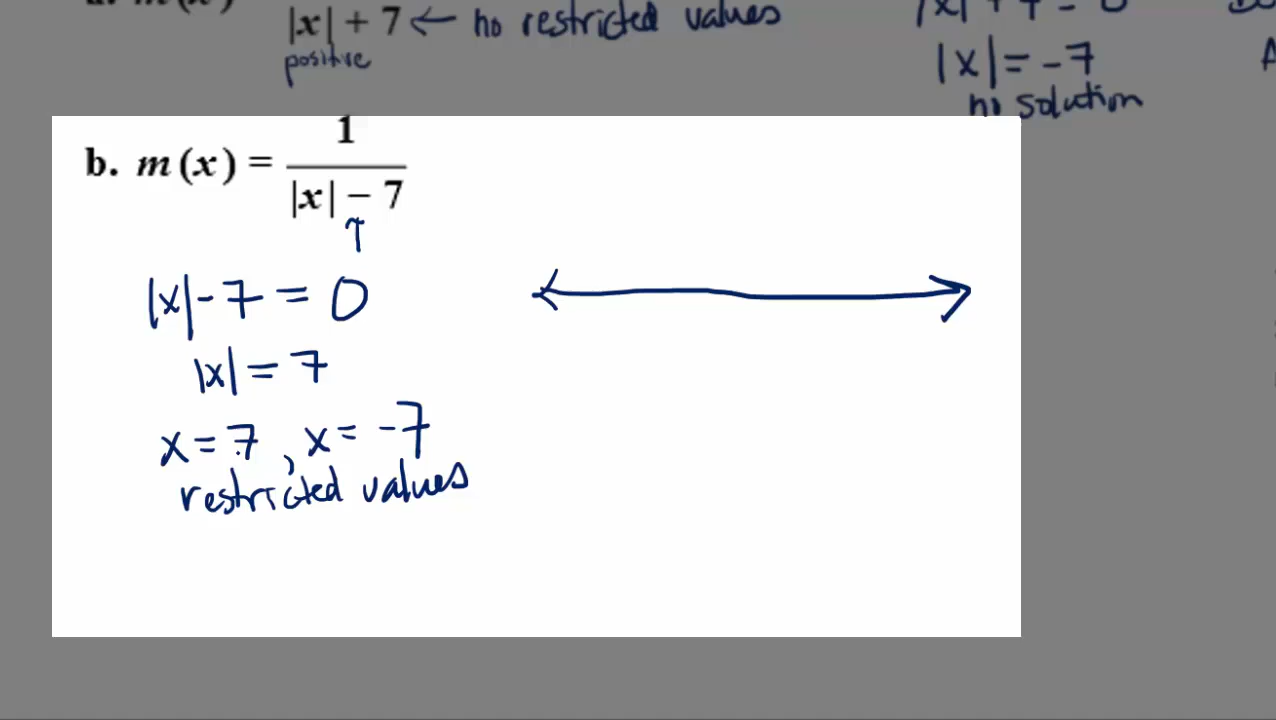 |x| + 7 ← no restricted values
positive
|x| = -7
no solution
b. m(x) = 1 / (|x| − 7)
↑
|x| - 7 = 0
|x| = 7
x = 7, x = -7
restricted values